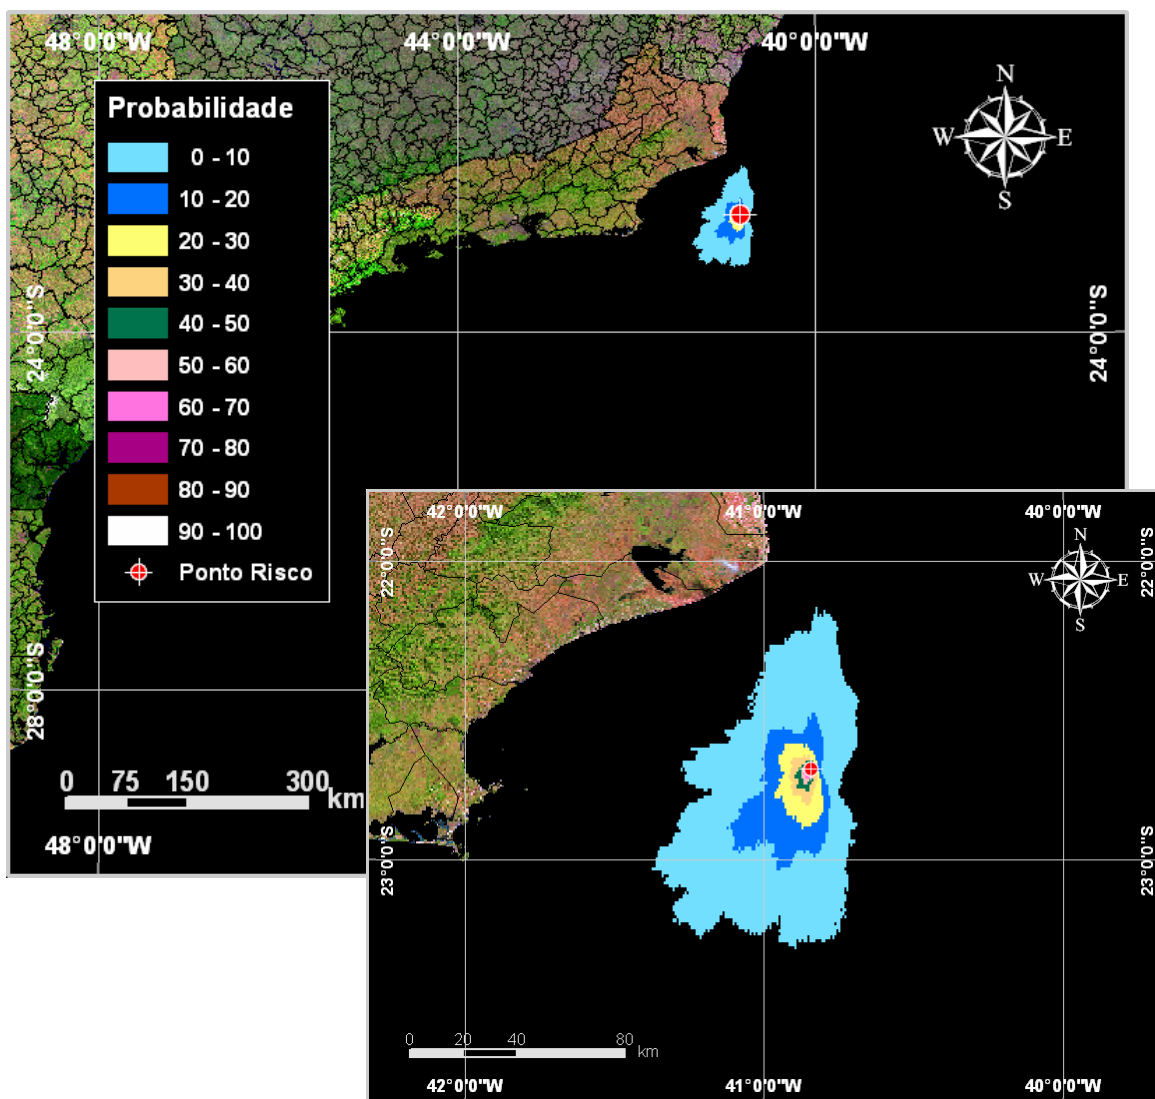 48°0'0"W 44°0'0"W 40°0'0"W
N
W E
S
Probabilidade
0 - 10
10 - 20
20 - 30
30 - 40
40 - 50
50 - 60
60 - 70
70 - 80
80 - 90
90 - 100
Ponto Risco
24°0'0"S 24°0'0"S
28°0'0"S
0 75 150 300 km
48°0'0"W
42°0'0"W 41°0'0"W 40°0'0"W
N
W E
S
22°0'0"S 22°0'0"S
23°0'0"S 23°0'0"S
0 20 40 80 km
42°0'0"W 41°0'0"W 40°0'0"W